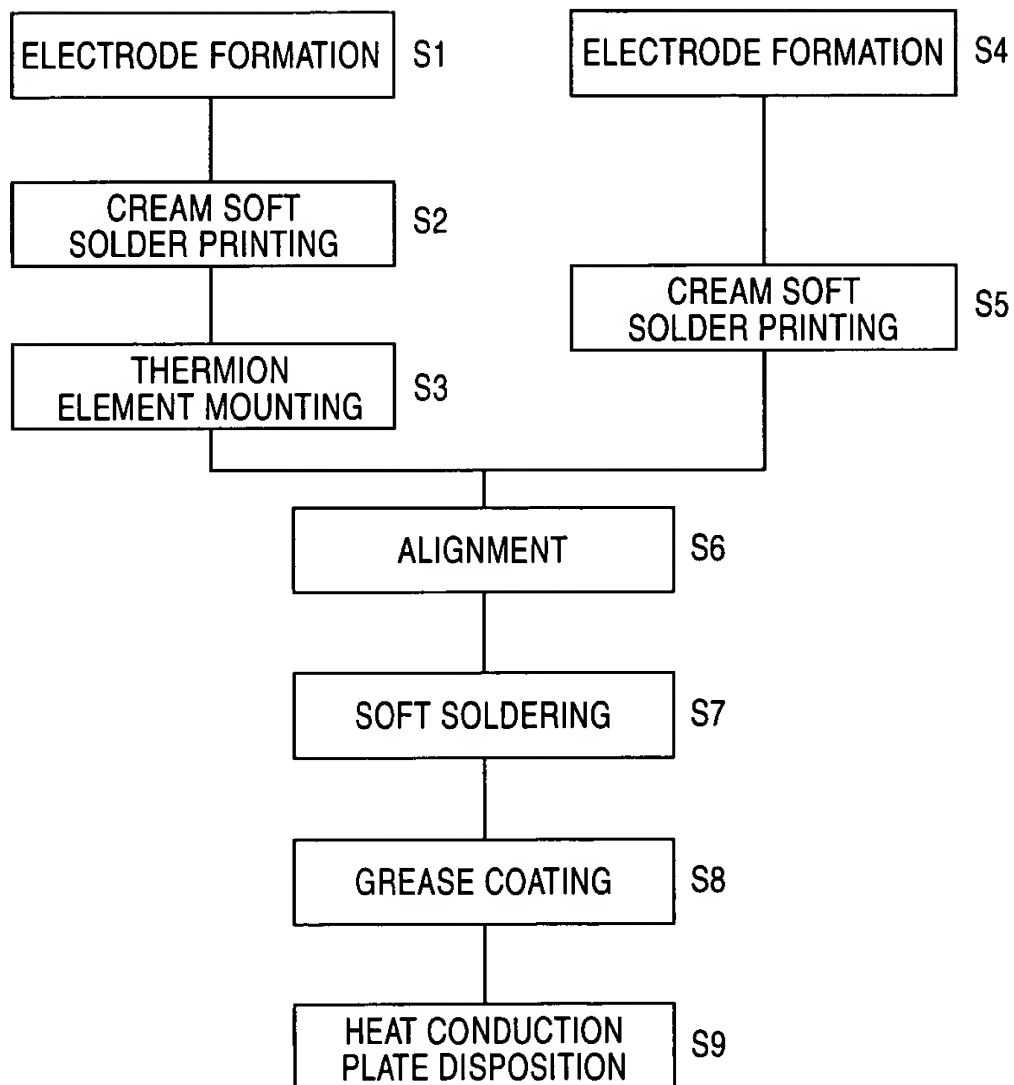 ELECTRODE FORMATION S1
ELECTRODE FORMATION S4
CREAM SOFT
SOLDER PRINTING
S2
CREAM SOFT
SOLDER PRINTING
S5
THERMION
ELEMENT MOUNTING
S3
ALIGNMENT S6
SOFT SOLDERING S7
GREASE COATING S8
HEAT CONDUCTION
PLATE DISPOSITION
S9